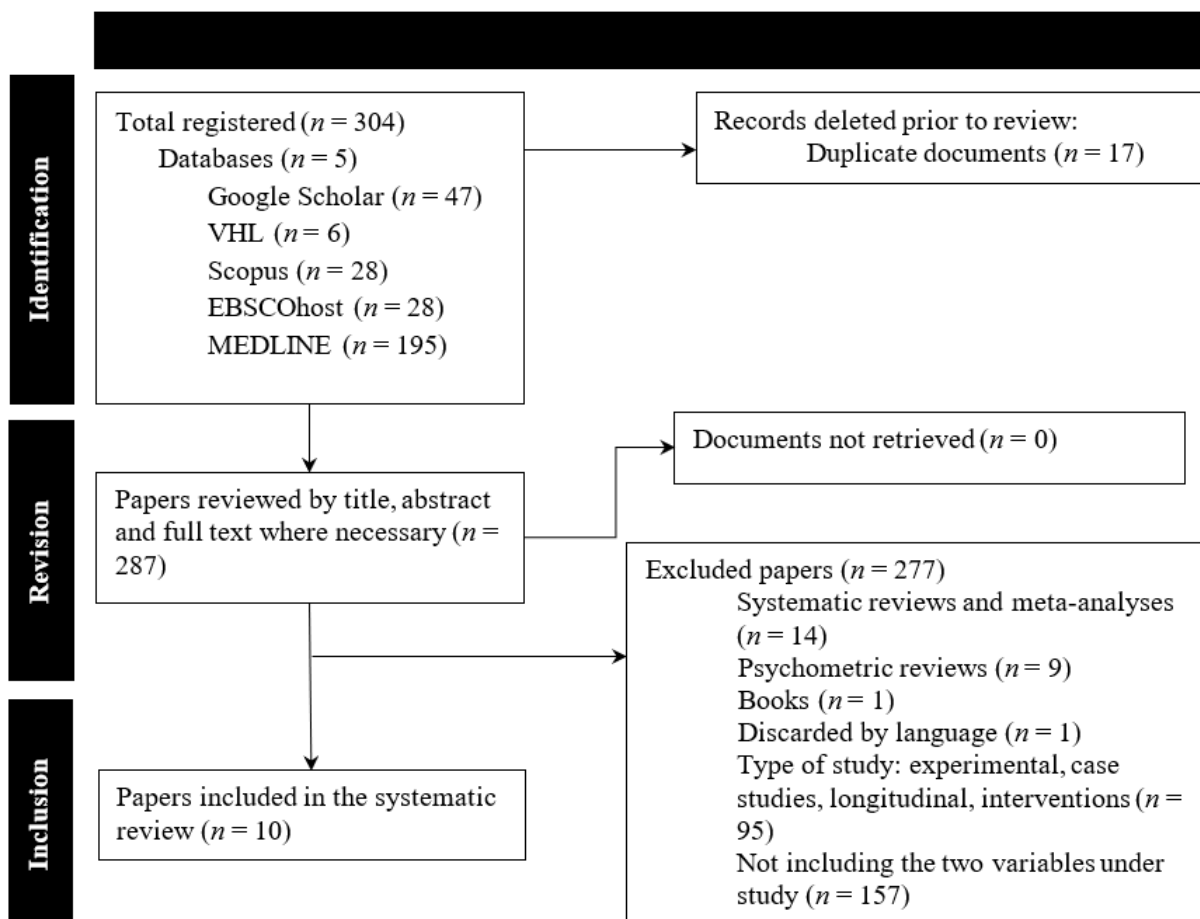 Identification
Total registered (n = 304)
Databases (n = 5)
Google Scholar (n = 47)
VHL (n = 6)
Scopus (n = 28)
EBSCOhost (n = 28)
MEDLINE (n = 195)
Records deleted prior to review:
Duplicate documents (n = 17)
Revision
Papers reviewed by title, abstract
and full text where necessary (n =
287)
Documents not retrieved (n = 0)
Excluded papers (n = 277)
Systematic reviews and meta-analyses
(n = 14)
Psychometric reviews (n = 9)
Books (n = 1)
Discarded by language (n = 1)
Type of study: experimental, case
studies, longitudinal, interventions (n =
95)
Not including the two variables under
study (n = 157)
Inclusion
Papers included in the systematic
review (n = 10)